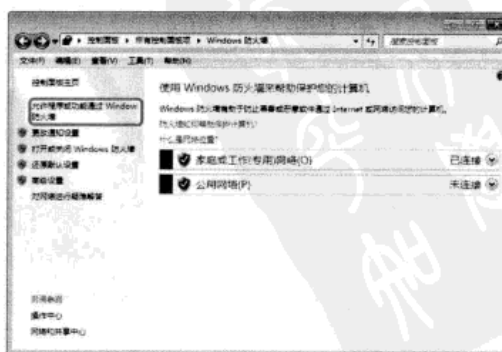 控制面板 ▸ 所有控制面板项 ▸ Windows 防火墙
搜索控制面板
文件(F) 编辑(E) 查看(V) 工具(T) 帮助(H)
控制面板主页
允许程序或功能通过 Windows
防火墙
更改通知设置
打开或关闭 Windows 防火墙
还原默认设置
高级设置
对网络进行疑难解答
使用 Windows 防火墙来帮助保护您的计算机
Windows 防火墙有助于防止黑客或恶意软件通过 Internet 或网络访问您的计算机。
防火墙如何帮助保护计算机?
什么是网络位置?
家庭或工作(专用)网络(O) 已连接
公用网络(P) 未连接
另请参阅
操作中心
网络和共享中心